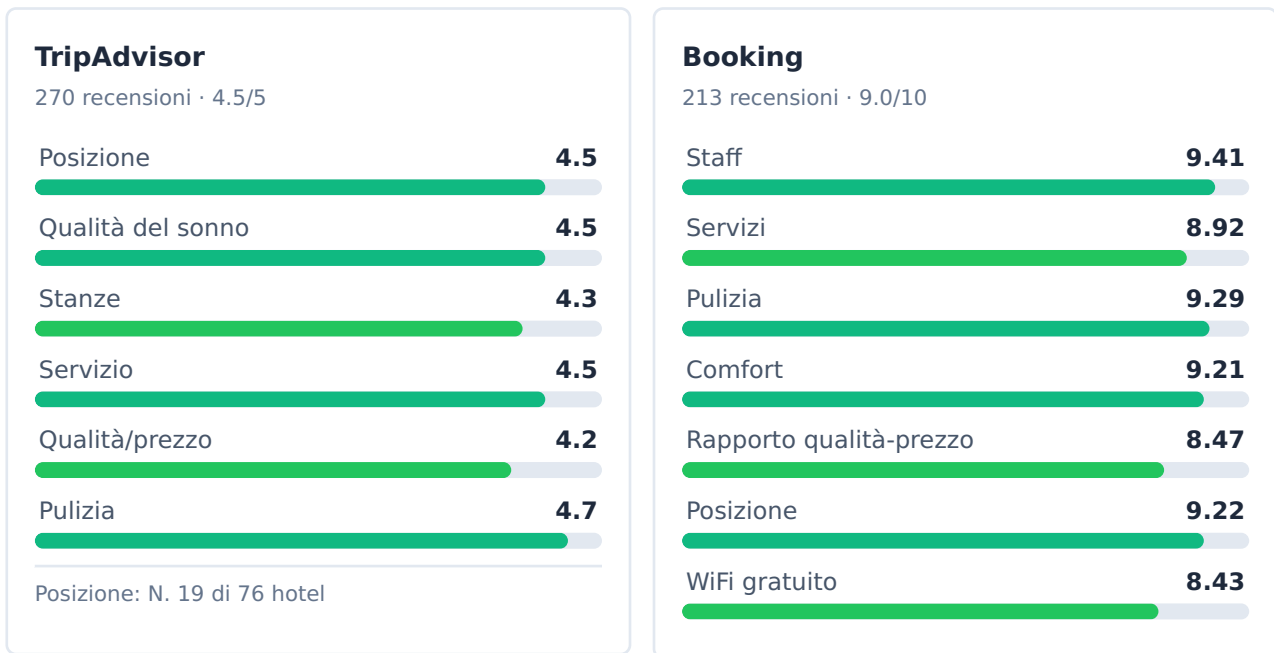 TripAdvisor
270 recensioni · 4.5/5
Posizione 4.5
Qualità del sonno 4.5
Stanze 4.3
Servizio 4.5
Qualità/prezzo 4.2
Pulizia 4.7
Posizione: N. 19 di 76 hotel
Booking
213 recensioni · 9.0/10
Staff 9.41
Servizi 8.92
Pulizia 9.29
Comfort 9.21
Rapporto qualità-prezzo 8.47
Posizione 9.22
WiFi gratuito 8.43